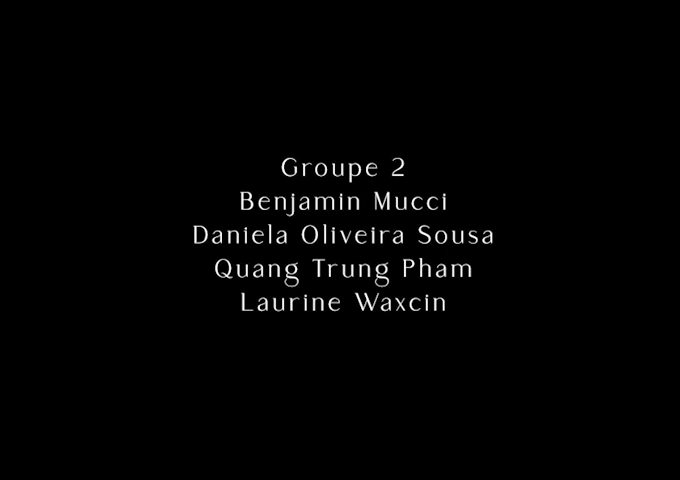 Groupe 2
Benjamin Mucci
Daniela Oliveira Sousa
Quang Trung Pham
Laurine Waxcin